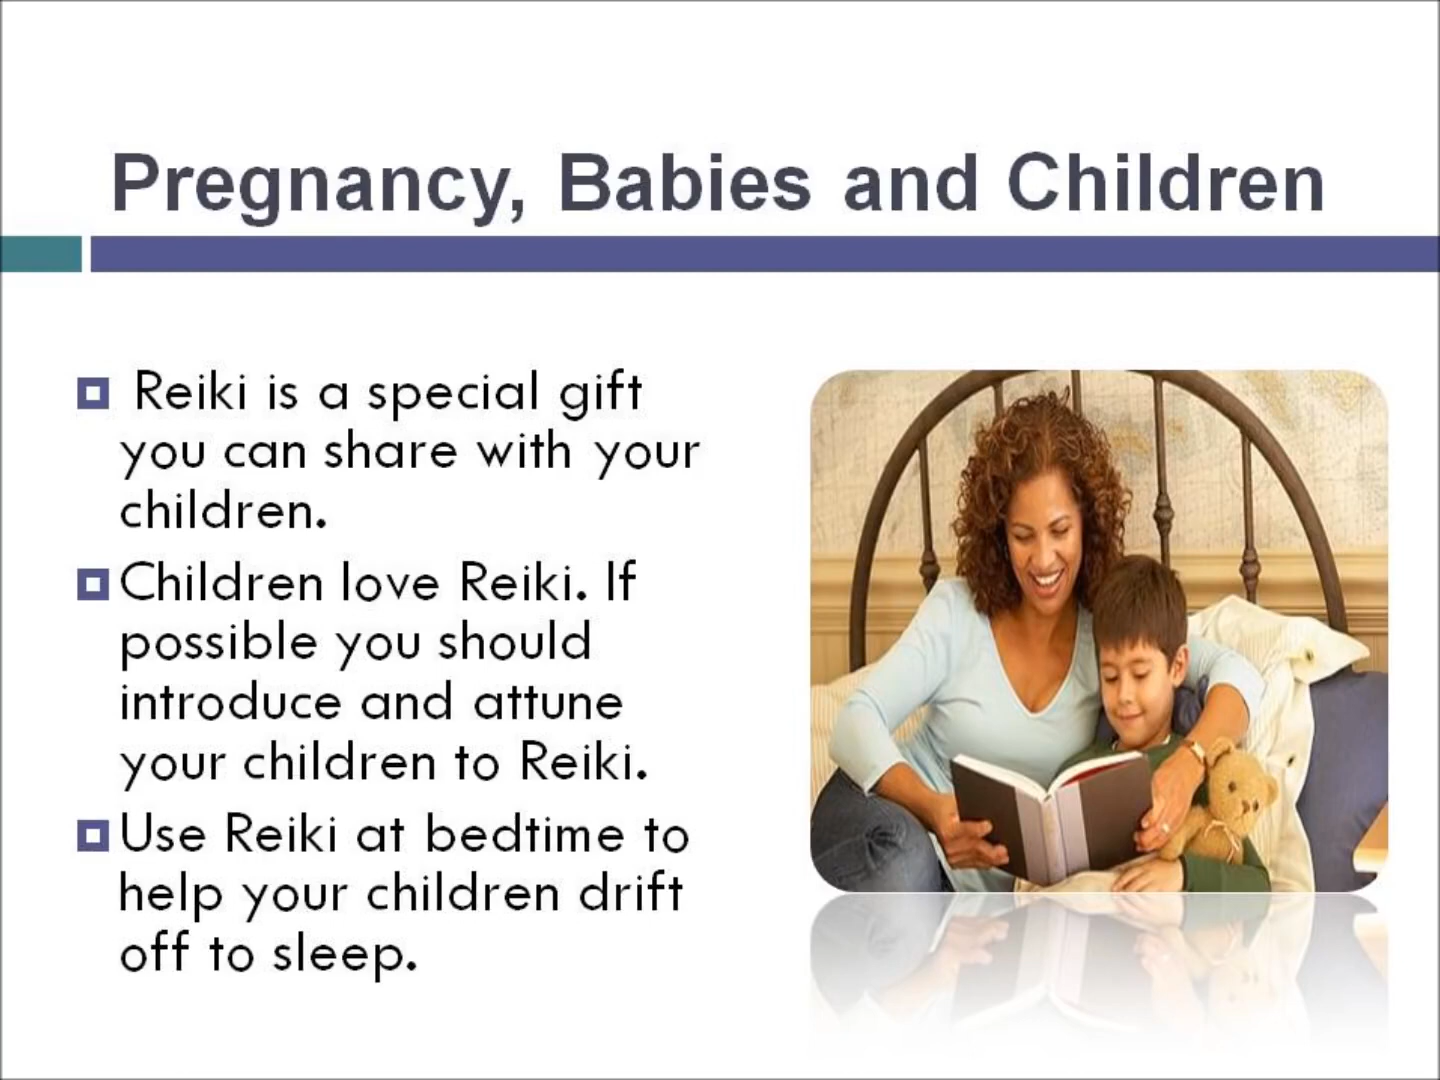 Pregnancy, Babies and Children
Reiki is a special gift
you can share with your
children.
Children love Reiki. If
possible you should
introduce and attune
your children to Reiki.
Use Reiki at bedtime to
help your children drift
off to sleep.